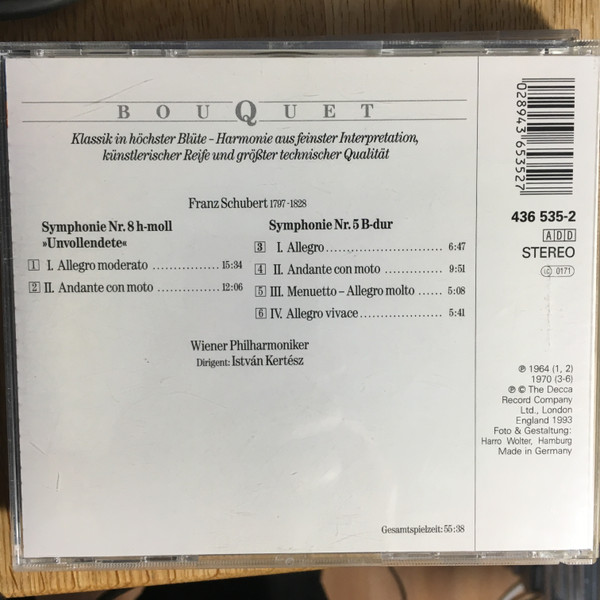 BOUQUET
Klassik in höchster Blüte – Harmonie aus feinster Interpretation,
künstlerischer Reife und größter technischer Qualität
Franz Schubert 1797-1828
Symphonie Nr. 8 h-moll
»Unvollendete«
1 I. Allegro moderato ................ 15:34
2 II. Andante con moto ................ 12:06
Symphonie Nr. 5 B-dur
3 I. Allegro ................ 6:47
4 II. Andante con moto ................ 9:51
5 III. Menuetto – Allegro molto ........ 5:08
6 IV. Allegro vivace ..................... 5:41
Wiener Philharmoniker
Dirigent: István Kertész
Gesamtspielzeit: 55:38
028943653527
436 535-2
ADD
STEREO
LC 0171
℗ 1964 (1, 2)
1970 (3-6)
℗ © The Decca
Record Company
Ltd., London
England 1993
Foto & Gestaltung:
Harro Wolter, Hamburg
Made in Germany